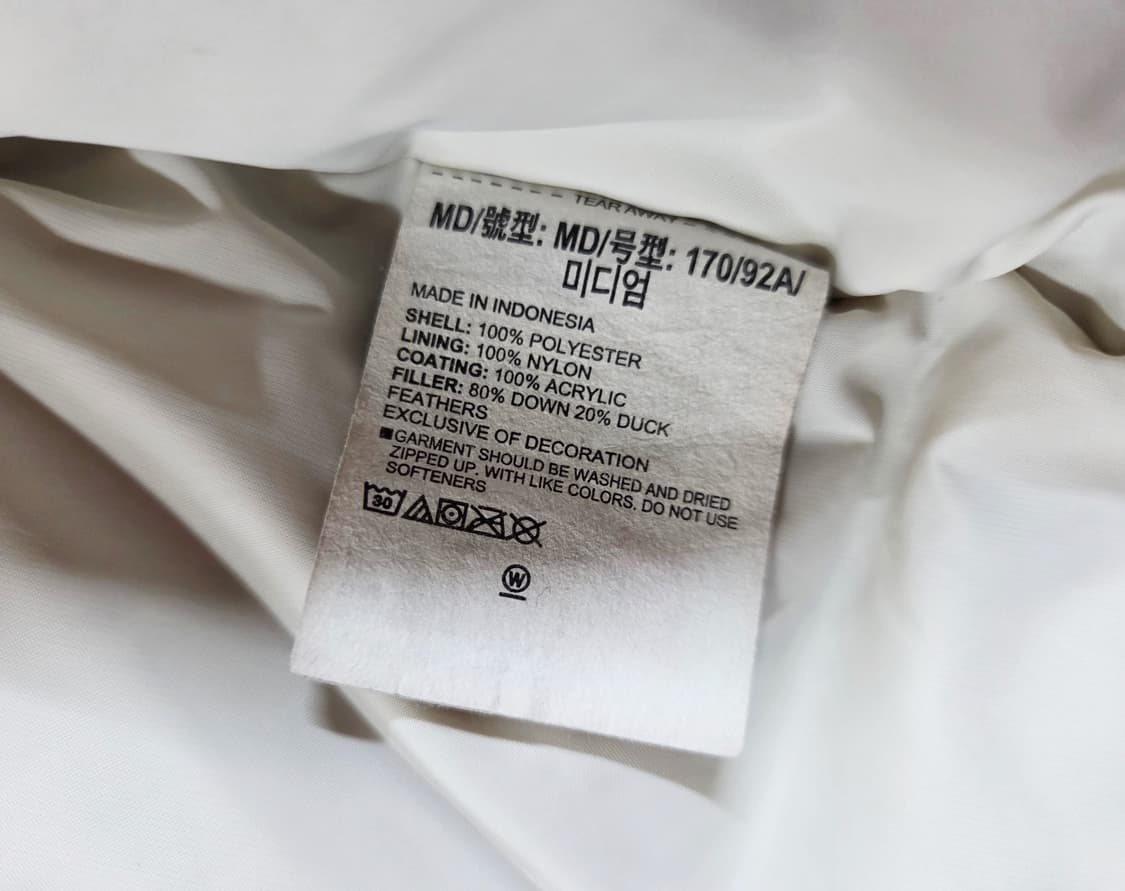 TEAR AWAY
MD/號型: MD/号型: 170/92A/
미디엄
MADE IN INDONESIA
SHELL: 100% POLYESTER
LINING: 100% NYLON
COATING: 100% ACRYLIC
FILLER: 80% DOWN 20% DUCK
FEATHERS
EXCLUSIVE OF DECORATION
■GARMENT SHOULD BE WASHED AND DRIED
ZIPPED UP. WITH LIKE COLORS. DO NOT USE
SOFTENERS
30
W